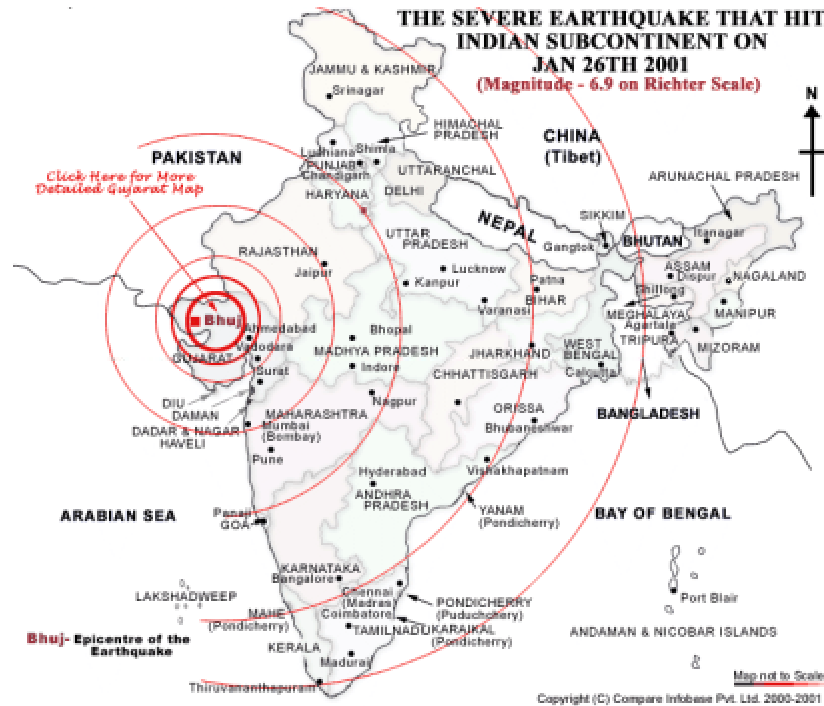 THE SEVERE EARTHQUAKE THAT HIT
INDIAN SUBCONTINENT ON
JAN 26TH 2001
(Magnitude - 6.9 on Richter Scale)
N
JAMMU & KASHMIR
Srinagar
HIMACHAL
PRADESH
CHINA
(Tibet)
PAKISTAN
Ludhiana
Shimla
PUNJAB
Chandigarh
UTTARANCHAL
ARUNACHAL PRADESH
Click Here for More
Detailed Gujarat Map
HARYANA
DELHI
NEPAL
SIKKIM
Gangtok
BHUTAN
Itanagar
RAJASTHAN
Jaipur
UTTAR
PRADESH
Lucknow
Kanpur
Patna
BIHAR
Varanasi
ASSAM
Dispur
NAGALAND
Shillong
MEGHALAYA
MANIPUR
Agartala
TRIPURA
MIZORAM
Bhuj
Ahmedabad
Vadodara
GUJARAT
Surat
Bhopal
MADHYA PRADESH
Indore
JHARKHAND
WEST
BENGAL
Calcutta
CHHATTISGARH
DIU
DAMAN
DADAR & NAGAR
HAVELI
Nagpur
MAHARASHTRA
Mumbai
(Bombay)
Pune
ORISSA
Bhubaneshwar
BANGLADESH
Hyderabad
ANDHRA
PRADESH
Vishakhapatnam
YANAM
(Pondicherry)
ARABIAN SEA
Panaji
GOA
BAY OF BENGAL
KARNATAKA
Bangalore
Chennai
(Madras)
LAKSHADWEEP
MAHE
(Pondicherry)
Coimbatore
PONDICHERRY
(Puduchchery)
TAMILNADU
KARAIKAL
(Pondicherry)
Port Blair
ANDAMAN & NICOBAR ISLANDS
Bhuj- Epicentre of the
Earthquake
KERALA
Madurai
Thiruvananthapuram
Map not to Scale
Copyright (C) Compare Infobase Pvt. Ltd. 2000-2001